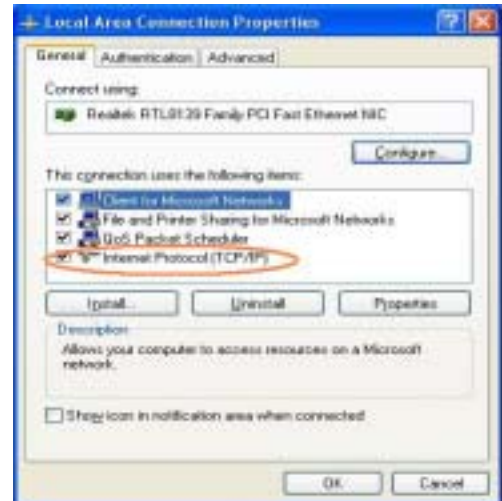 Local Area Connection Properties
General Authentication Advanced
Connect using:
Realtek RTL8139 Family PCI Fast Ethernet NIC
Configure...
This connection uses the following items:
Client for Microsoft Networks
File and Printer Sharing for Microsoft Networks
QoS Packet Scheduler
Internet Protocol (TCP/IP)
Install... Uninstall Properties
Description
Allows your computer to access resources on a Microsoft
network.
Show icon in notification area when connected
OK Cancel